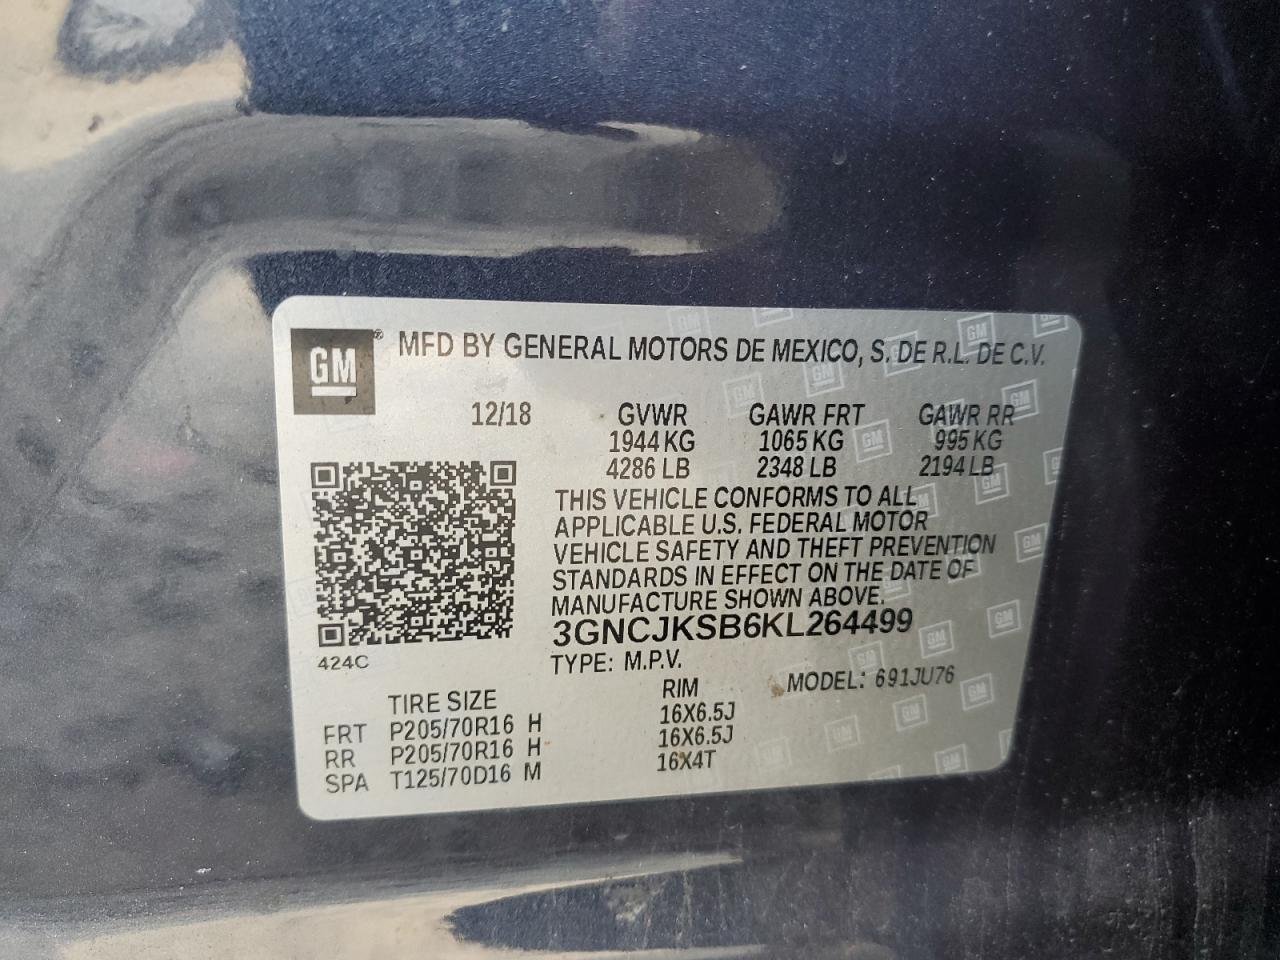 GM® MFD BY GENERAL MOTORS DE MEXICO, S. DE R.L. DE C.V.
12/18 GVWR GAWR FRT GAWR RR
1944 KG 1065 KG 995 KG
4286 LB 2348 LB 2194 LB
THIS VEHICLE CONFORMS TO ALL
APPLICABLE U.S. FEDERAL MOTOR
VEHICLE SAFETY AND THEFT PREVENTION
STANDARDS IN EFFECT ON THE DATE OF
MANUFACTURE SHOWN ABOVE.
3GNCJKSB6KL264499
424C TYPE: M.P.V. MODEL: 691JU76
TIRE SIZE RIM
FRT P205/70R16 H 16X6.5J
RR P205/70R16 H 16X6.5J
SPA T125/70D16 M 16X4T